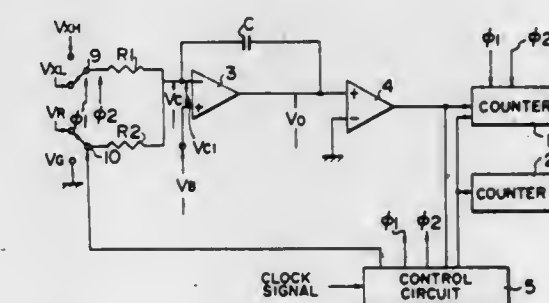 VXH
9
R1
C
3
4
φ1
φ2
VXL
VC
VO
COUNTER
φ1
φ2
VR
R2
VC1
10
VG
VB
COUNTER
φ1
φ2
CLOCK
SIGNAL
CONTROL
CIRCUIT
5